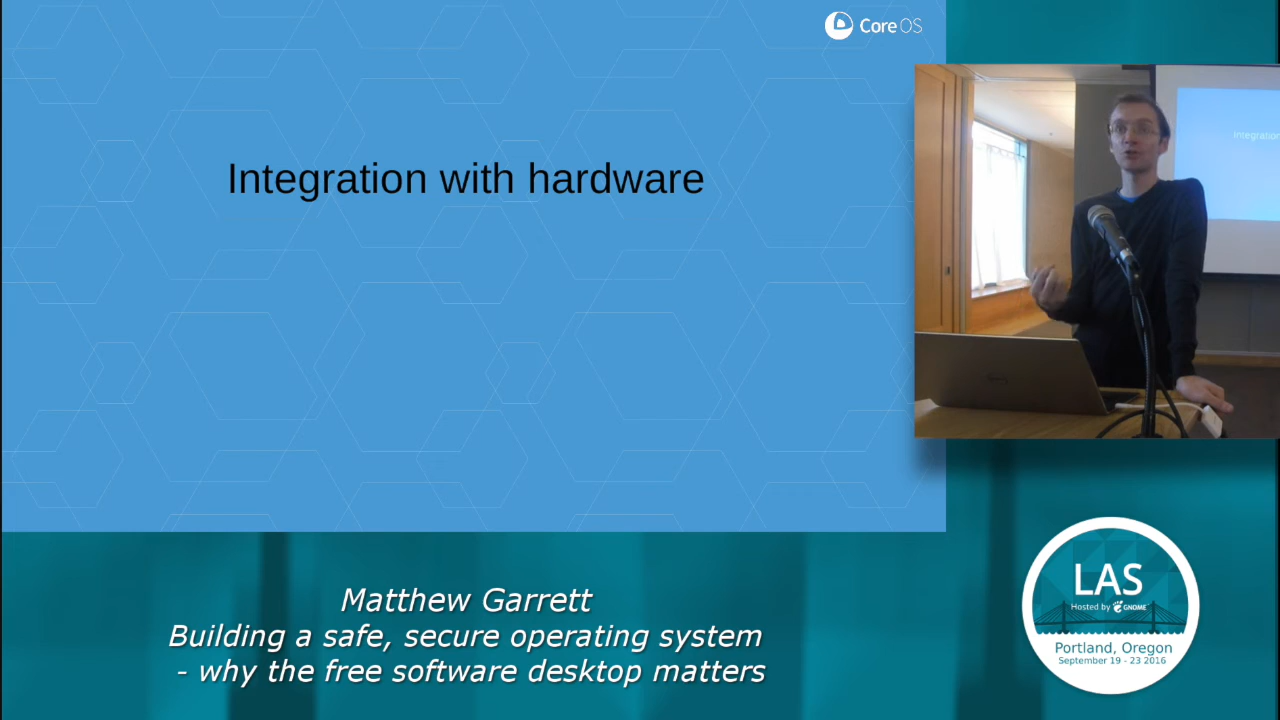 CoreOS
Integration with hardware
Integration
Matthew Garrett
Building a safe, secure operating system
- why the free software desktop matters
LAS
Hosted by GNOME
Portland, Oregon
September 19 - 23 2016